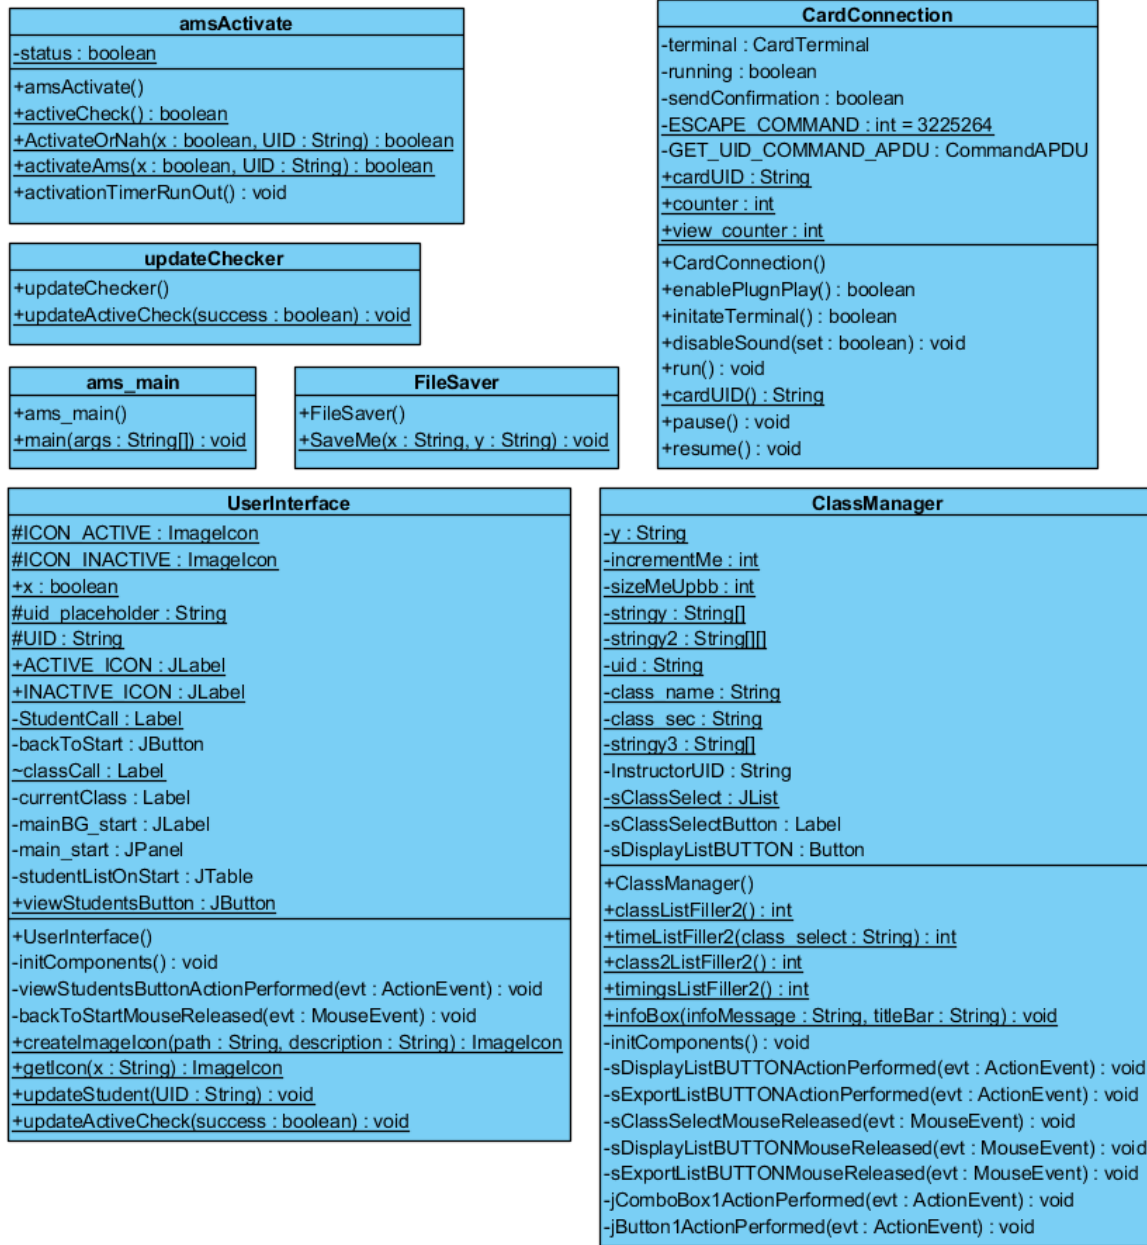 amsActivate
-status : boolean
+amsActivate()
+activeCheck() : boolean
+ActivateOrNah(x : boolean, UID : String) : boolean
+activateAms(x : boolean, UID : String) : boolean
+activationTimerRunOut() : void
CardConnection
-terminal : CardTerminal
-running : boolean
-sendConfirmation : boolean
-ESCAPE_COMMAND : int = 3225264
-GET_UID_COMMAND_APDU : CommandAPDU
+cardUID : String
+counter : int
+view_counter : int
+CardConnection()
+enablePlugnPlay() : boolean
+initateTerminal() : boolean
+disableSound(set : boolean) : void
+run() : void
+cardUID() : String
+pause() : void
+resume() : void
updateChecker
+updateChecker()
+updateActiveCheck(success : boolean) : void
ams_main
+ams_main()
+main(args : String[]) : void
FileSaver
+FileSaver()
+SaveMe(x : String, y : String) : void
UserInterface
#ICON_ACTIVE : ImageIcon
#ICON_INACTIVE : ImageIcon
+x : boolean
#uid_placeholder : String
#UID : String
+ACTIVE_ICON : JLabel
+INACTIVE_ICON : JLabel
-StudentCall : Label
-backToStart : JButton
~classCall : Label
-currentClass : Label
-mainBG_start : JLabel
-main_start : JPanel
-studentListOnStart : JTable
+viewStudentsButton : JButton
+UserInterface()
-initComponents() : void
-viewStudentsButtonActionPerformed(evt : ActionEvent) : void
-backToStartMouseReleased(evt : MouseEvent) : void
+createImageIcon(path : String, description : String) : ImageIcon
+getIcon(x : String) : ImageIcon
+updateStudent(UID : String) : void
+updateActiveCheck(success : boolean) : void
ClassManager
-y : String
-incrementMe : int
-sizeMeUpbb : int
-stringy : String[]
-stringy2 : String[][]
-uid : String
-class_name : String
-class_sec : String
-stringy3 : String[]
-InstructorUID : String
-sClassSelect : JList
-sClassSelectButton : Label
-sDisplayListBUTTON : Button
+ClassManager()
+classListFiller2() : int
+timeListFiller2(class_select : String) : int
+class2ListFiller2() : int
+timingsListFiller2() : int
+infoBox(infoMessage : String, titleBar : String) : void
-initComponents() : void
-sDisplayListBUTTONActionPerformed(evt : ActionEvent) : void
-sExportListBUTTONActionPerformed(evt : ActionEvent) : void
-sClassSelectMouseReleased(evt : MouseEvent) : void
-sDisplayListBUTTONMouseReleased(evt : MouseEvent) : void
-sExportListBUTTONMouseReleased(evt : MouseEvent) : void
-jComboBox1ActionPerformed(evt : ActionEvent) : void
-jButton1ActionPerformed(evt : ActionEvent) : void